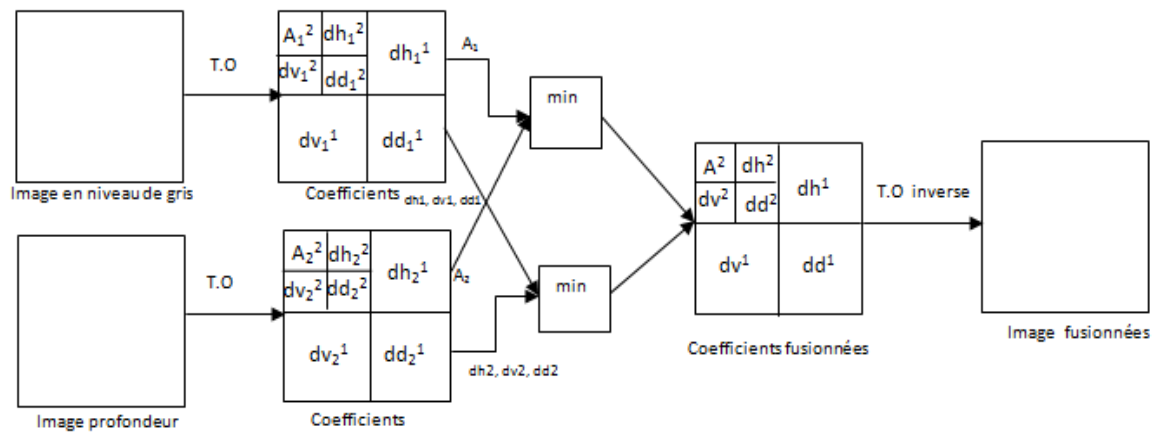 T.O
A₁² dh₁² dh₁¹
dv₁² dd₁²
dv₁¹ dd₁¹
A₁
Image en niveau de gris
Coefficients
dh1, dv1, dd1
min
T.O
A₂² dh₂² dh₂¹
dv₂² dd₂²
dv₂¹ dd₂¹
A₂
Image profondeur
Coefficients
dh2, dv2, dd2
min
A² dh² dh¹
dv² dd²
dv¹ dd¹
Coefficients fusionnées
T.O inverse
Image fusionnées